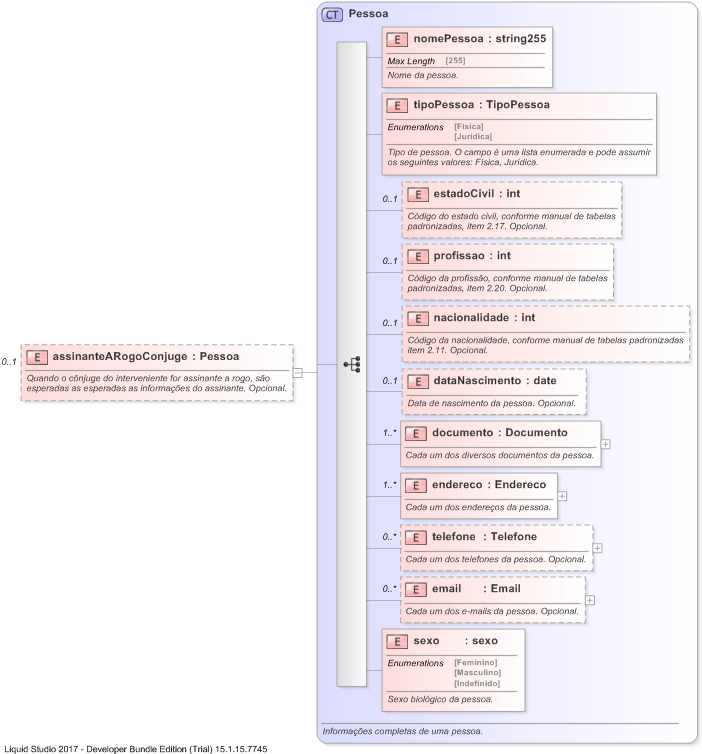 CT Pessoa
E nomePessoa : string255
Max Length [255]
Nome da pessoa.
E tipoPessoa : TipoPessoa
Enumerations [Física]
[Jurídica]
Tipo de pessoa. O campo é uma lista enumerada e pode assumir
os seguintes valores: Física, Jurídica.
0..1 E estadoCivil : int
Código do estado civil, conforme manual de tabelas
padronizadas, item 2.17. Opcional.
0..1 E profissao : int
Código da profissão, conforme manual de tabelas
padronizadas, item 2.20. Opcional.
0..1 E nacionalidade : int
Código da nacionalidade, conforme manual de tabelas padronizadas
item 2.11. Opcional.
0..1 E assinanteARogoConjuge : Pessoa
Quando o cônjuge do interveniente for assinante a rogo, são
esperadas as esperadas as informações do assinante. Opcional.
0..1 E dataNascimento : date
Data de nascimento da pessoa. Opcional.
1..* E documento : Documento
Cada um dos diversos documentos da pessoa.
1..* E endereco : Endereco
Cada um dos endereços da pessoa.
0..* E telefone : Telefone
Cada um dos telefones da pessoa. Opcional.
0..* E email : Email
Cada um dos e-mails da pessoa. Opcional.
E sexo : sexo
Enumerations [Feminino]
[Masculino]
[Indefinido]
Sexo biológico da pessoa.
Informações completas de uma pessoa.
Liquid Studio 2017 - Developer Bundle Edition (Trial) 15.1.15.7745